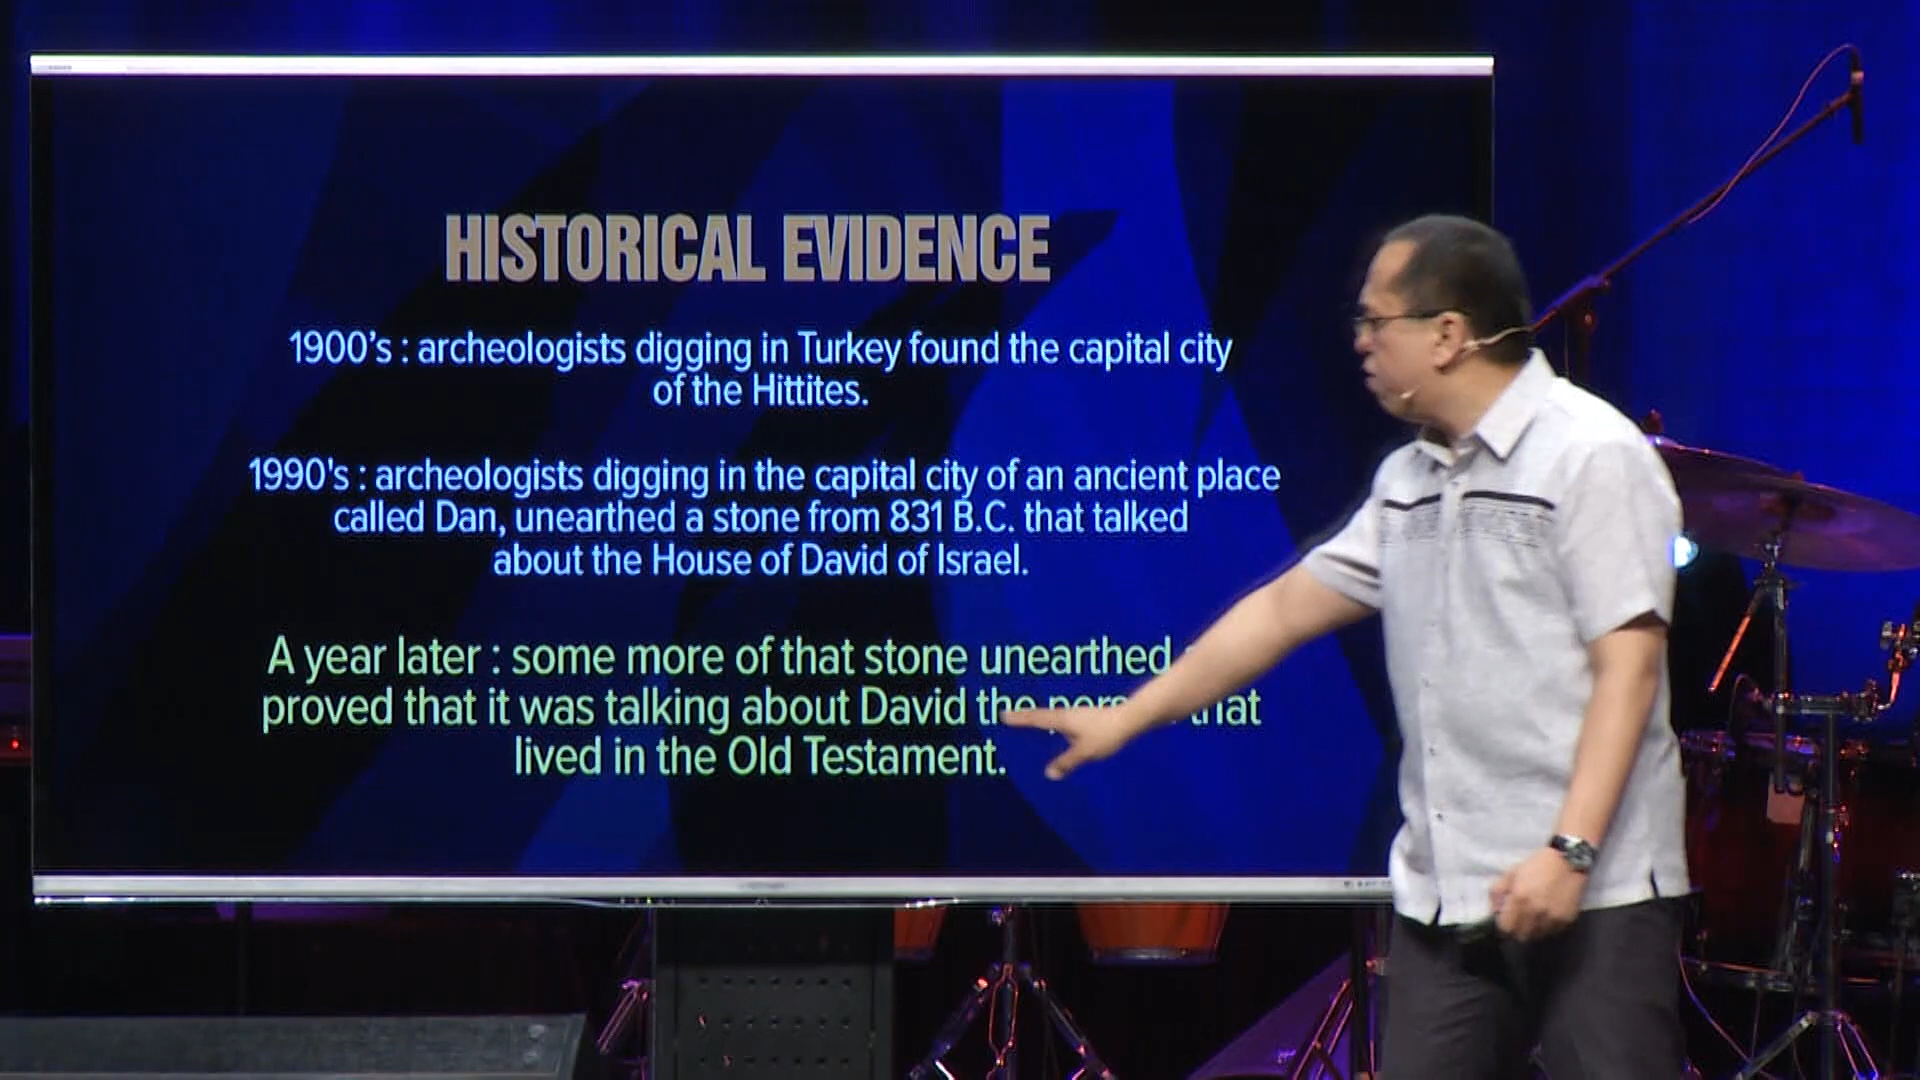 HISTORICAL EVIDENCE
1900's : archeologists digging in Turkey found the capital city
of the Hittites.
1990's : archeologists digging in the capital city of an ancient place
called Dan, unearthed a stone from 831 B.C. that talked
about the House of David of Israel.
A year later : some more of that stone unearthed
proved that it was talking about David the that
lived in the Old Testament.